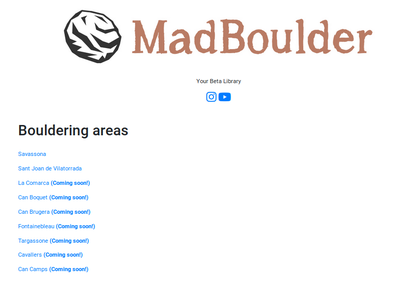 MadBoulder
Your Beta Library
Bouldering areas
Savassona
Sant Joan de Vilatorrada
La Comarca (Coming soon!)
Can Boquet (Coming soon!)
Can Brugera (Coming soon!)
Fontainebleau (Coming soon!)
Targassone (Coming soon!)
Cavallers (Coming soon!)
Can Camps (Coming soon!)